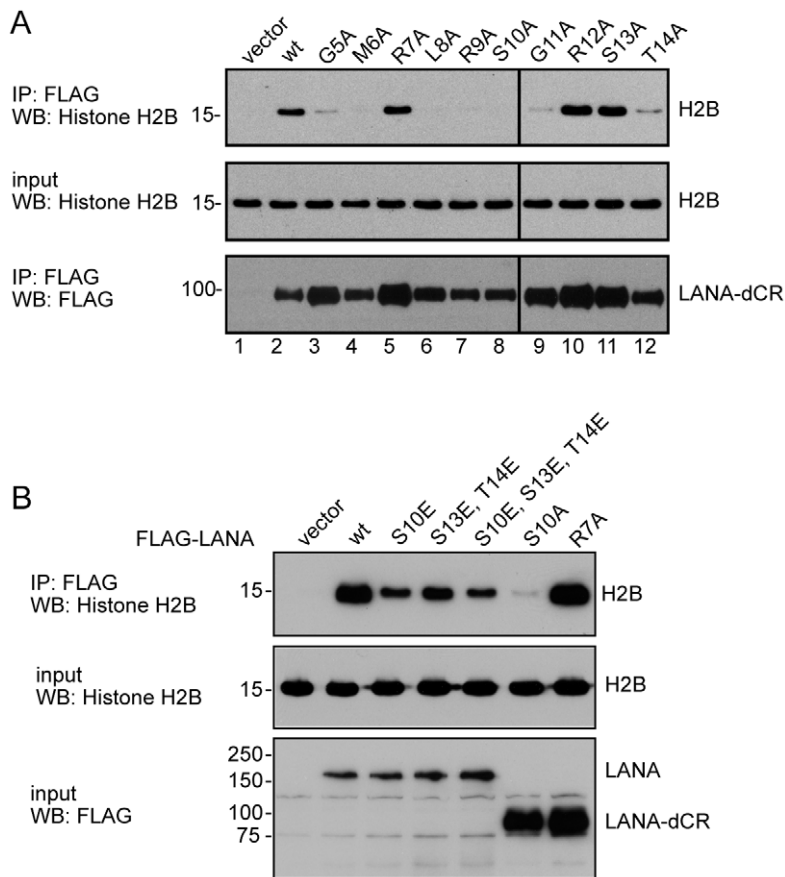 A
vector wt G5A M6A R7A L8A R9A S10A G11A R12A S13A T14A
IP: FLAG
WB: Histone H2B
15-
H2B
input
WB: Histone H2B
15-
H2B
IP: FLAG
WB: FLAG
100-
LANA-dCR
1 2 3 4 5 6 7 8 9 10 11 12
B
FLAG-LANA
vector wt S10E S13E, T14E S10E, S13E, T14E S10A R7A
IP: FLAG
WB: Histone H2B
15-
H2B
input
WB: Histone H2B
15-
H2B
input
WB: FLAG
250-
150-
100-
75-
LANA
LANA-dCR